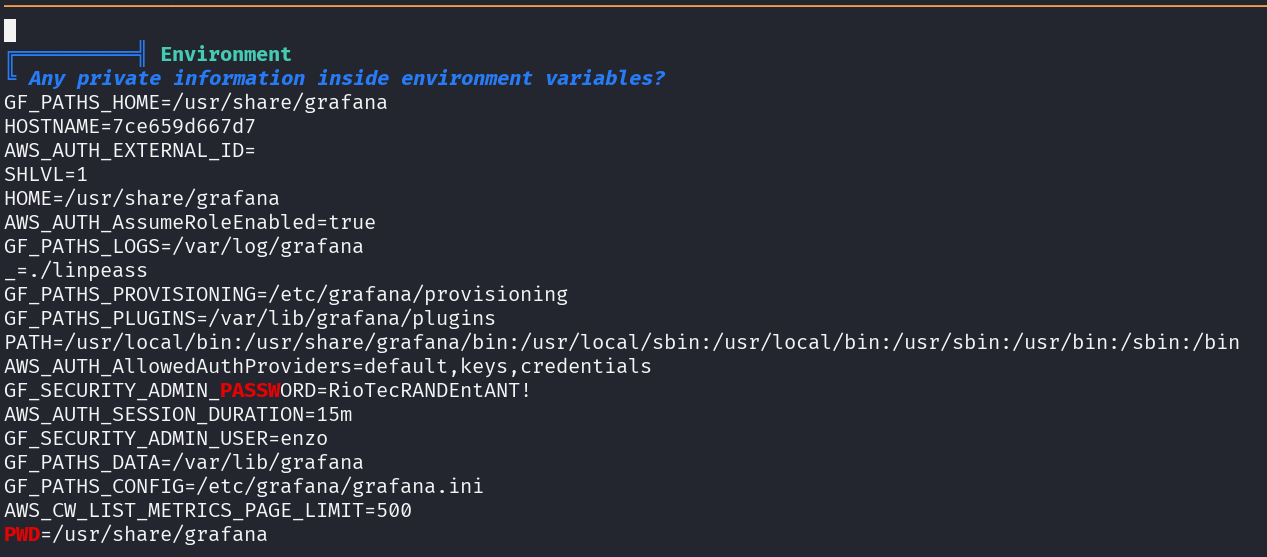 Environment
Any private information inside environment variables?
GF_PATHS_HOME=/usr/share/grafana
HOSTNAME=7ce659d667d7
AWS_AUTH_EXTERNAL_ID=
SHLVL=1
HOME=/usr/share/grafana
AWS_AUTH_AssumeRoleEnabled=true
GF_PATHS_LOGS=/var/log/grafana
_=./linpeass
GF_PATHS_PROVISIONING=/etc/grafana/provisioning
GF_PATHS_PLUGINS=/var/lib/grafana/plugins
PATH=/usr/local/bin:/usr/share/grafana/bin:/usr/local/sbin:/usr/local/bin:/usr/sbin:/usr/bin:/sbin:/bin
AWS_AUTH_AllowedAuthProviders=default,keys,credentials
GF_SECURITY_ADMIN_PASSWORD=RioTecRANDEntANT!
AWS_AUTH_SESSION_DURATION=15m
GF_SECURITY_ADMIN_USER=enzo
GF_PATHS_DATA=/var/lib/grafana
GF_PATHS_CONFIG=/etc/grafana/grafana.ini
AWS_CW_LIST_METRICS_PAGE_LIMIT=500
PWD=/usr/share/grafana